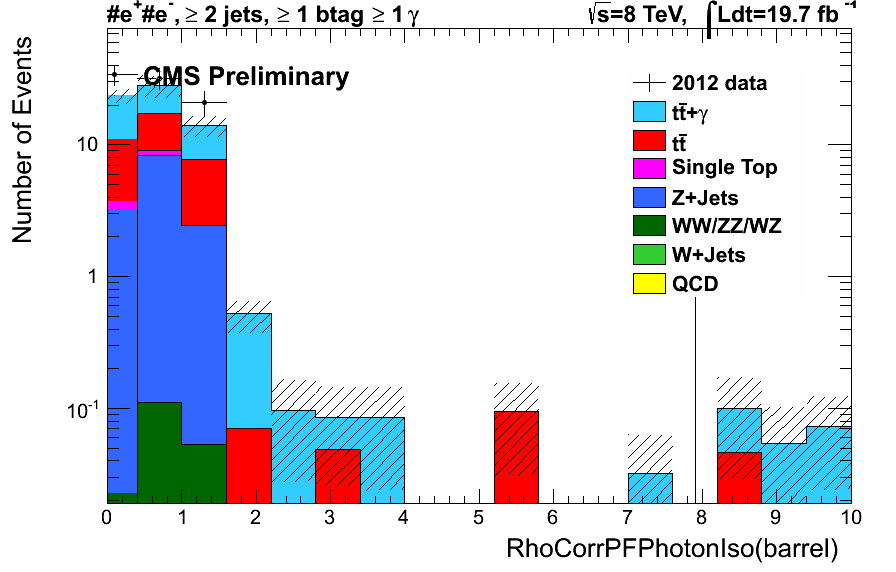 #e⁺#e⁻, ≥ 2 jets, ≥ 1 btag ≥ 1 γ
√s=8 TeV, ∫Ldt=19.7 fb⁻¹
CMS Preliminary
2012 data
tt̄+γ
tt̄
Single Top
Z+Jets
WW/ZZ/WZ
W+Jets
QCD
Number of Events
10
1
10⁻¹
0 1 2 3 4 5 6 7 8 9 10
RhoCorrPFPhotonIso(barrel)